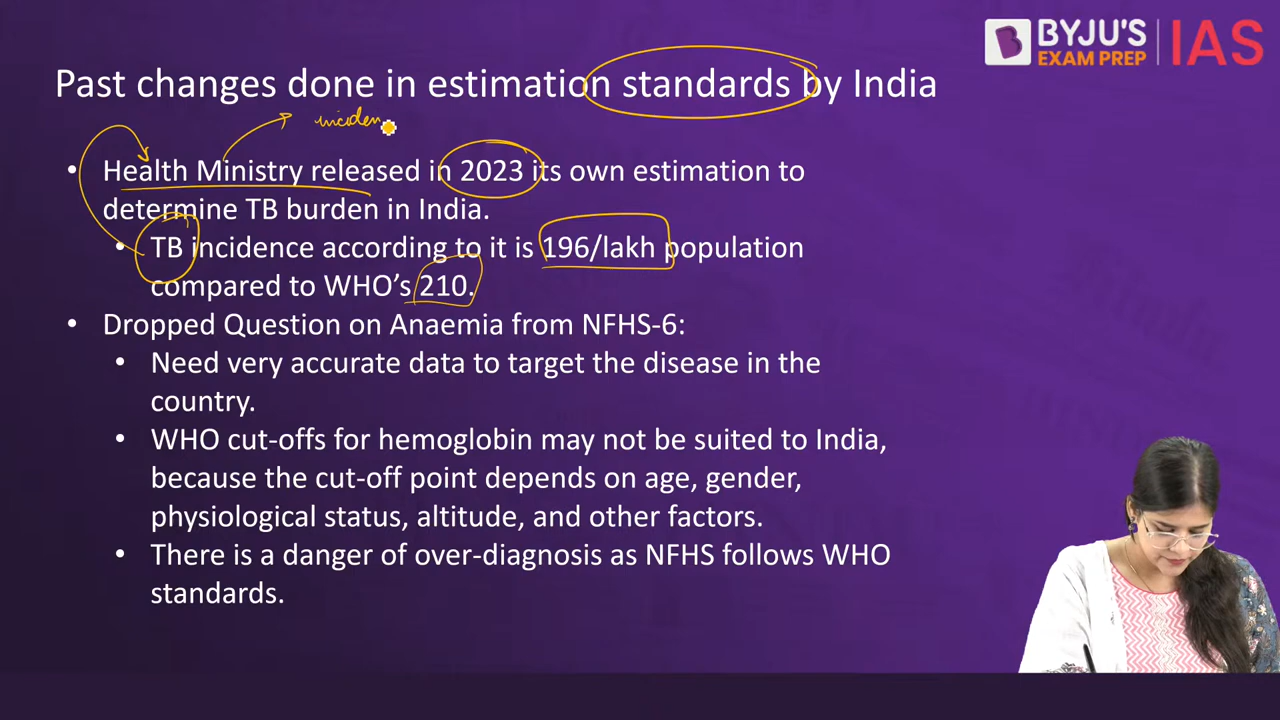 BYJU'S
EXAM PREP
IAS
Past changes done in estimation standards by India
inciden
• Health Ministry released in 2023 its own estimation to
determine TB burden in India.
• TB incidence according to it is 196/lakh population
compared to WHO's 210.
• Dropped Question on Anaemia from NFHS-6:
• Need very accurate data to target the disease in the
country.
• WHO cut-offs for hemoglobin may not be suited to India,
because the cut-off point depends on age, gender,
physiological status, altitude, and other factors.
• There is a danger of over-diagnosis as NFHS follows WHO
standards.